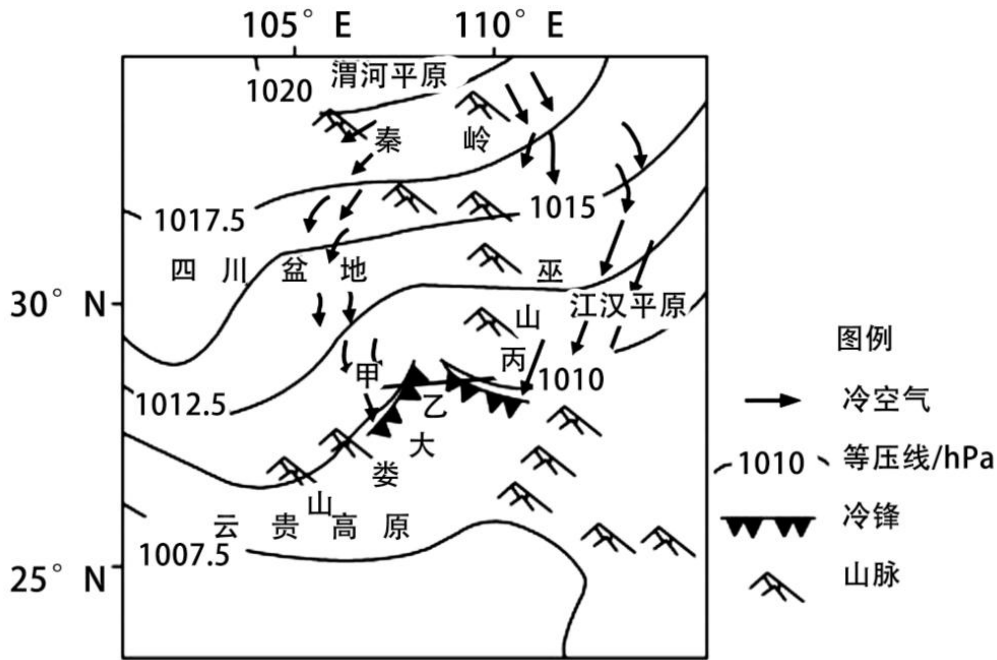 105° E 110° E
渭河平原
1020
秦 岭
1015
1017.5
四 川 盆 地 巫
30° N
江汉平原
山
丙
甲
1010
1012.5
乙
大
娄
山
云 贵 高 原
1007.5
25° N
图例
冷空气
1010 等压线/hPa
冷锋
山脉